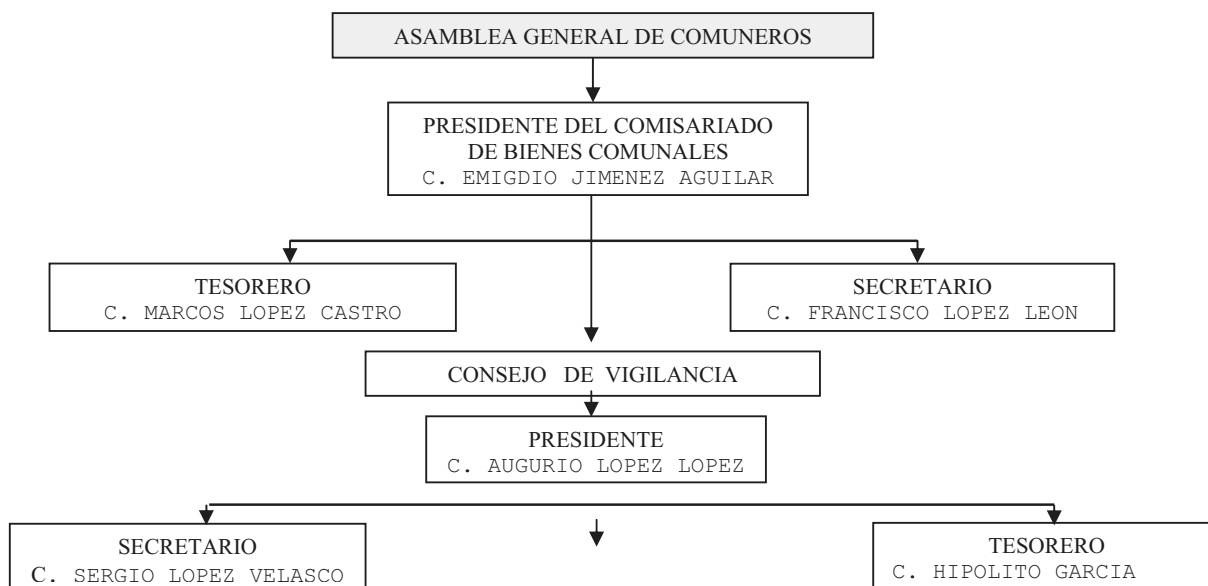 ASAMBLEA GENERAL DE COMUNEROS
PRESIDENTE DEL COMISARIADO
DE BIENES COMUNALES
C. EMIGDIO JIMENEZ AGUILAR
TESORERO
C. MARCOS LOPEZ CASTRO
SECRETARIO
C. FRANCISCO LOPEZ LEON
CONSEJO DE VIGILANCIA
PRESIDENTE
C. AUGURIO LOPEZ LOPEZ
SECRETARIO
C. SERGIO LOPEZ VELASCO
TESORERO
C. HIPOLITO GARCIA